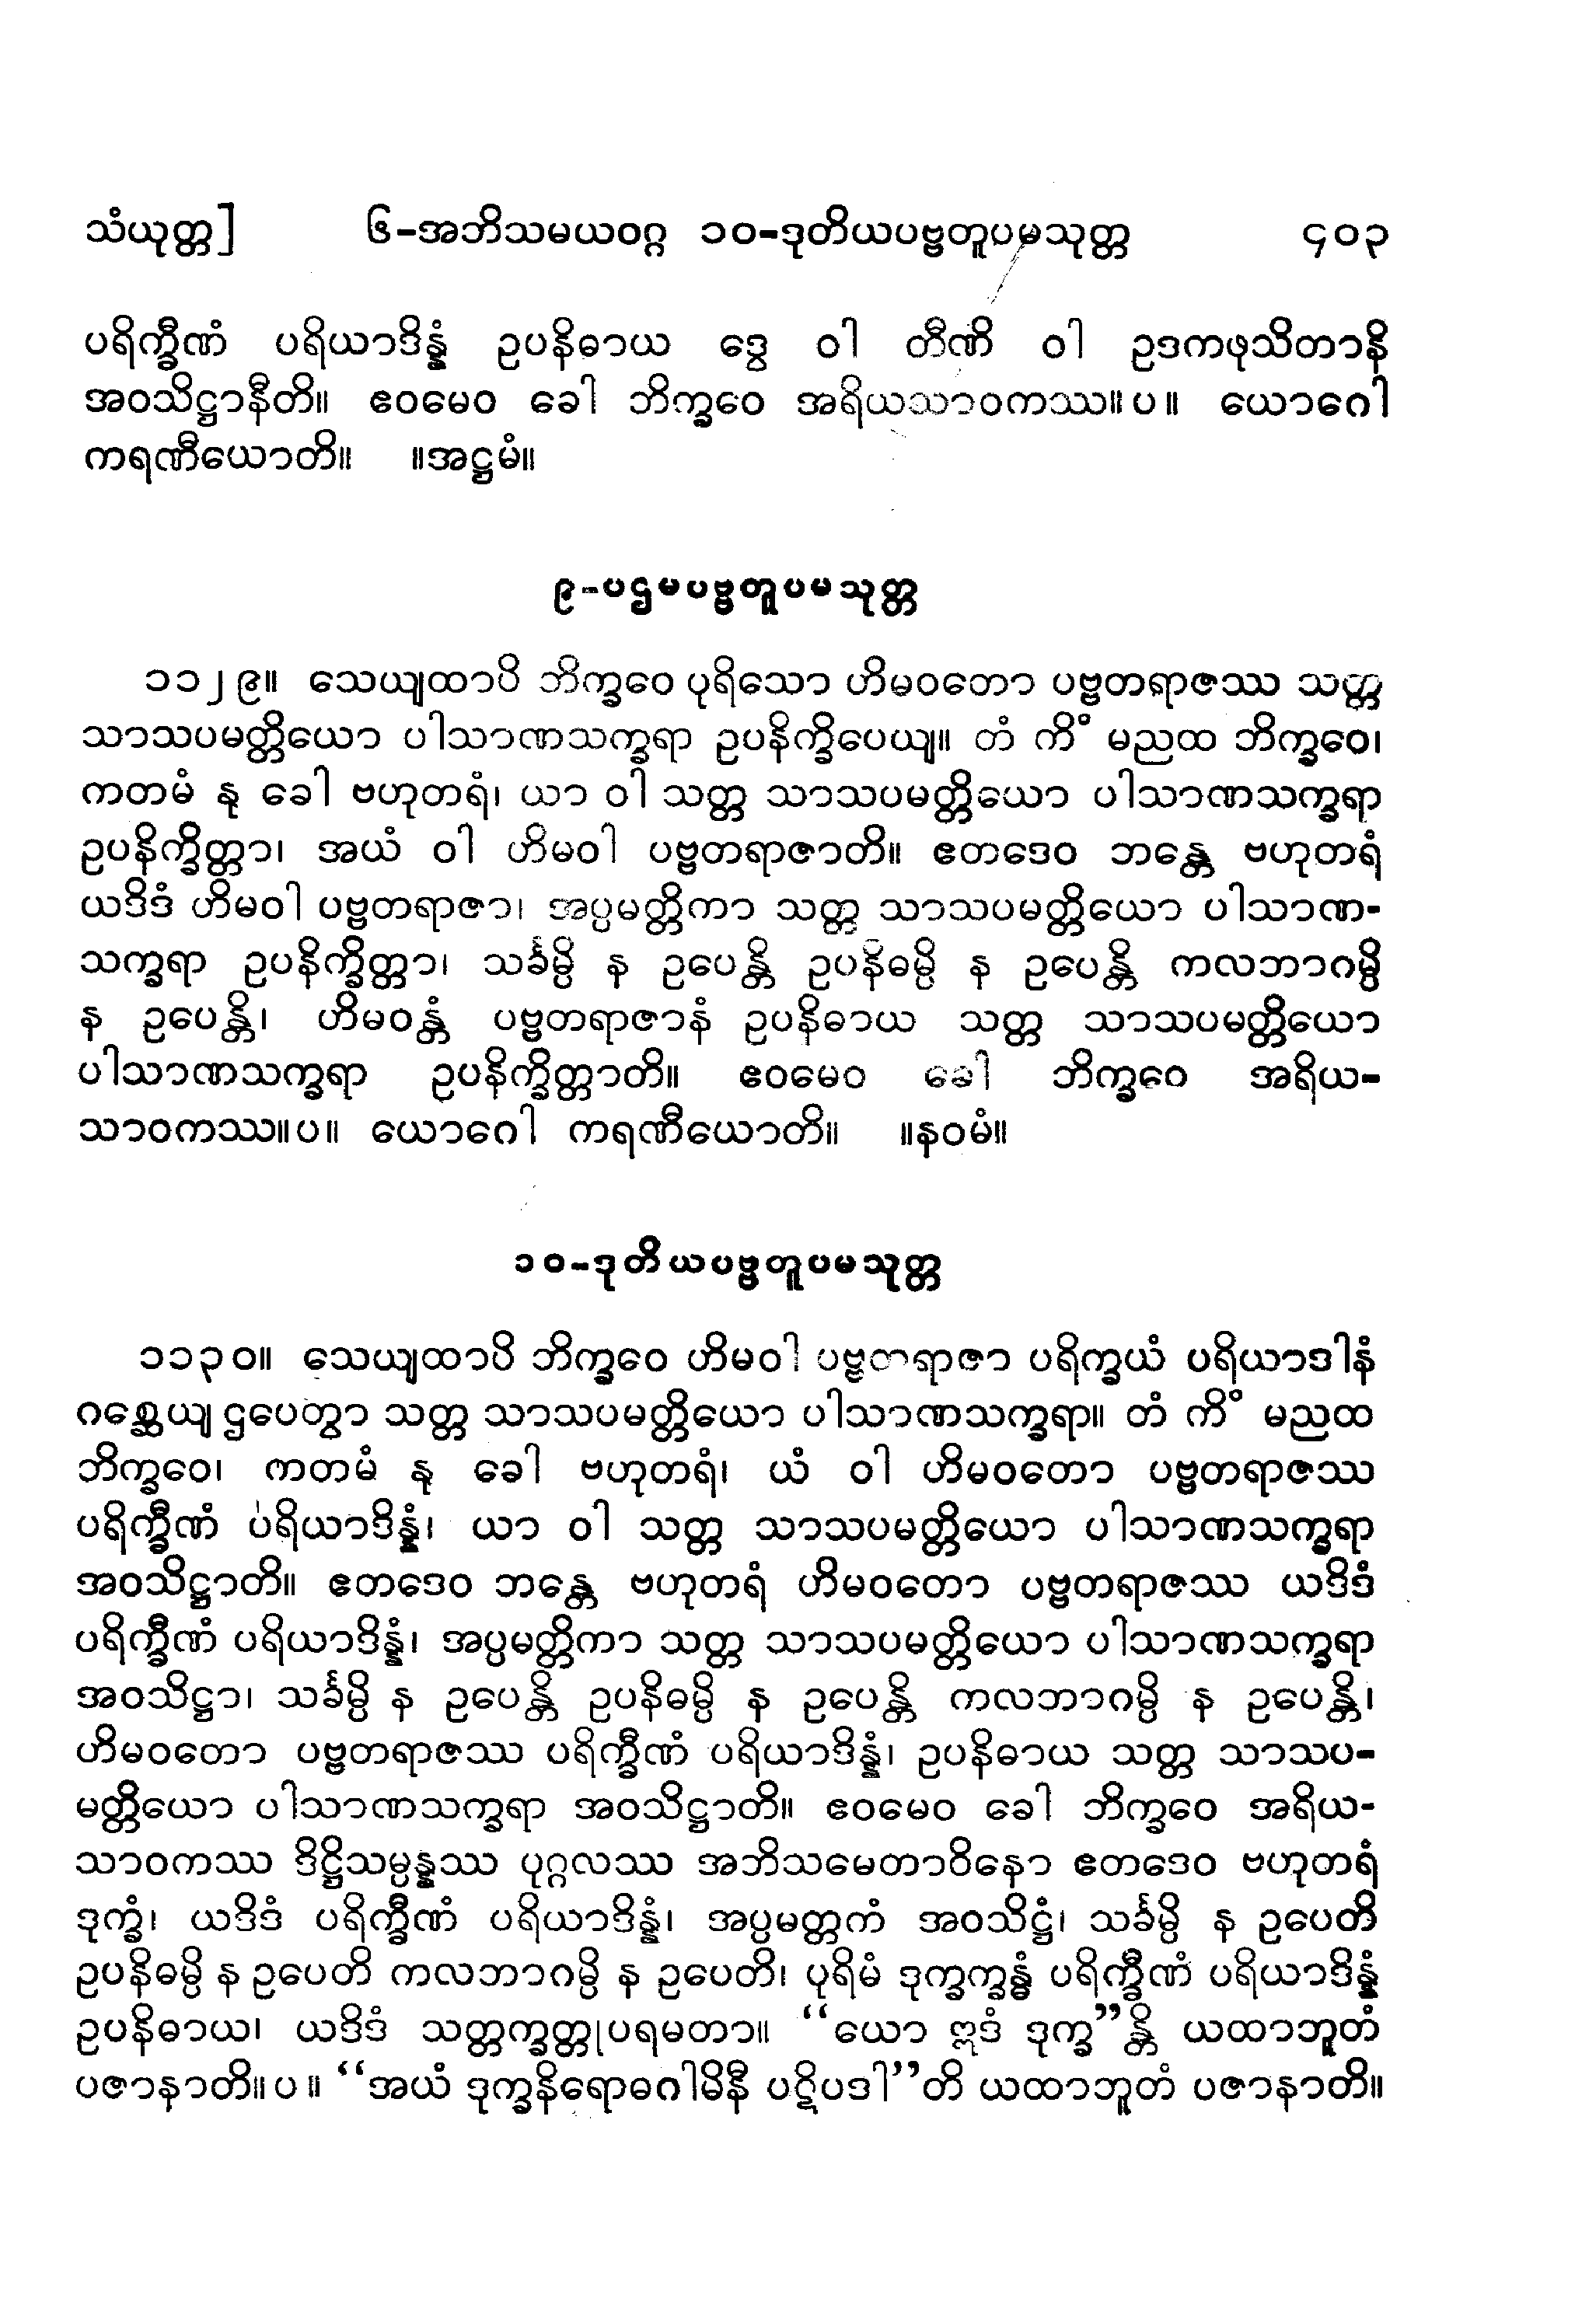 သံယုတ္တ] ၆-အဘိသမယဝဂ္ဂ ၁၀-ဒုတိယပဗ္ဗတူပမသုတ္တ ၄၀၃
ပရိက္ခီဏံ ပရိယာဒိန္နံ ဥပနိဓာယ ဒွေ ဝါ တီဏိ ဝါ ဥဒကဖုသိတာနိ
အဝသိဋ္ဌာနီတိ။ ဧဝမေဝ ခေါ ဘိက္ခဝေ အရိယသာဝကဿ။ပ။ ယောဂေါ
ကရဏီယောတိ။ ။အဋ္ဌမံ။
၉-ပဌမပဗ္ဗတူပမသုတ္တ
၁၁၂၉။ သေယျထာပိ ဘိက္ခဝေ ပုရိသော ဟိမဝတော ပဗ္ဗတရာဇဿ သတ္တ
သာသပမတ္တိယော ပါသာဏသက္ခရာ ဥပနိက္ခိပေယျ။ တံ ကိံ မညထ ဘိက္ခဝေ၊
ကတမံ နု ခေါ ဗဟုတရံ၊ ယာ ဝါ သတ္တ သာသပမတ္တိယော ပါသာဏသက္ခရာ
ဥပနိက္ခိတ္တာ၊ အယံ ဝါ ဟိမဝါ ပဗ္ဗတရာဇာတိ။ ဧတဒေဝ ဘန္တေ ဗဟုတရံ
ယဒိဒံ ဟိမဝါ ပဗ္ဗတရာဇာ၊ အပ္ပမတ္တိကာ သတ္တ သာသပမတ္တိယော ပါသာဏ-
သက္ခရာ ဥပနိက္ခိတ္တာ၊ သင်္ခမ္ပိ န ဥပေန္တိ ဥပနိဓမ္ပိ န ဥပေန္တိ ကလဘာဂမ္ပိ
န ဥပေန္တိ၊ ဟိမဝန္တံ ပဗ္ဗတရာဇာနံ ဥပနိဓာယ သတ္တ သာသပမတ္တိယော
ပါသာဏသက္ခရာ ဥပနိက္ခိတ္တာတိ။ ဧဝမေဝ ခေါ ဘိက္ခဝေ အရိယ-
သာဝကဿ။ပ။ ယောဂေါ ကရဏီယောတိ။ ။နဝမံ။
၁၀-ဒုတိယပဗ္ဗတူပမသုတ္တ
၁၁၃၀။ သေယျထာပိ ဘိက္ခဝေ ဟိမဝါ ပဗ္ဗတရာဇာ ပရိက္ခယံ ပရိယာဒါနံ
ဂစ္ဆေယျ ဌပေတွာ သတ္တ သာသပမတ္တိယော ပါသာဏသက္ခရာ။ တံ ကိံ မညထ
ဘိက္ခဝေ၊ ကတမံ နု ခေါ ဗဟုတရံ၊ ယံ ဝါ ဟိမဝတော ပဗ္ဗတရာဇဿ
ပရိက္ခီဏံ ပရိယာဒိန္နံ၊ ယာ ဝါ သတ္တ သာသပမတ္တိယော ပါသာဏသက္ခရာ
အဝသိဋ္ဌာတိ။ ဧတဒေဝ ဘန္တေ ဗဟုတရံ ဟိမဝတော ပဗ္ဗတရာဇဿ ယဒိဒံ
ပရိက္ခီဏံ ပရိယာဒိန္နံ၊ အပ္ပမတ္တိကာ သတ္တ သာသပမတ္တိယော ပါသာဏသက္ခရာ
အဝသိဋ္ဌာ၊ သင်္ခမ္ပိ န ဥပေန္တိ ဥပနိဓမ္ပိ န ဥပေန္တိ ကလဘာဂမ္ပိ န ဥပေန္တိ၊
ဟိမဝတော ပဗ္ဗတရာဇဿ ပရိက္ခီဏံ ပရိယာဒိန္နံ၊ ဥပနိဓာယ သတ္တ သာသပ-
မတ္တိယော ပါသာဏသက္ခရာ အဝသိဋ္ဌာတိ။ ဧဝမေဝ ခေါ ဘိက္ခဝေ အရိယ-
သာဝကဿ ဒိဋ္ဌိသမ္ပန္နဿ ပုဂ္ဂလဿ အဘိသမေတာဝိနော ဧတဒေဝ ဗဟုတရံ
ဒုက္ခံ၊ ယဒိဒံ ပရိက္ခီဏံ ပရိယာဒိန္နံ၊ အပ္ပမတ္တကံ အဝသိဋ္ဌံ၊ သင်္ခမ္ပိ န ဥပေတိ
ဥပနိဓမ္ပိ န ဥပေတိ ကလဘာဂမ္ပိ န ဥပေတိ၊ ပုရိမံ ဒုက္ခက္ခန္ဓံ ပရိက္ခီဏံ ပရိယာဒိန္နံ
ဥပနိဓာယ၊ ယဒိဒံ သတ္တက္ခတ္တုပရမတာ။ “ယော ဣဒံ ဒုက္ခ”န္တိ ယထာဘူတံ
ပဇာနာတိ။ပ။ “အယံ ဒုက္ခနိရောဓဂါမိနီ ပဋိပဒါ”တိ ယထာဘူတံ ပဇာနာတိ။